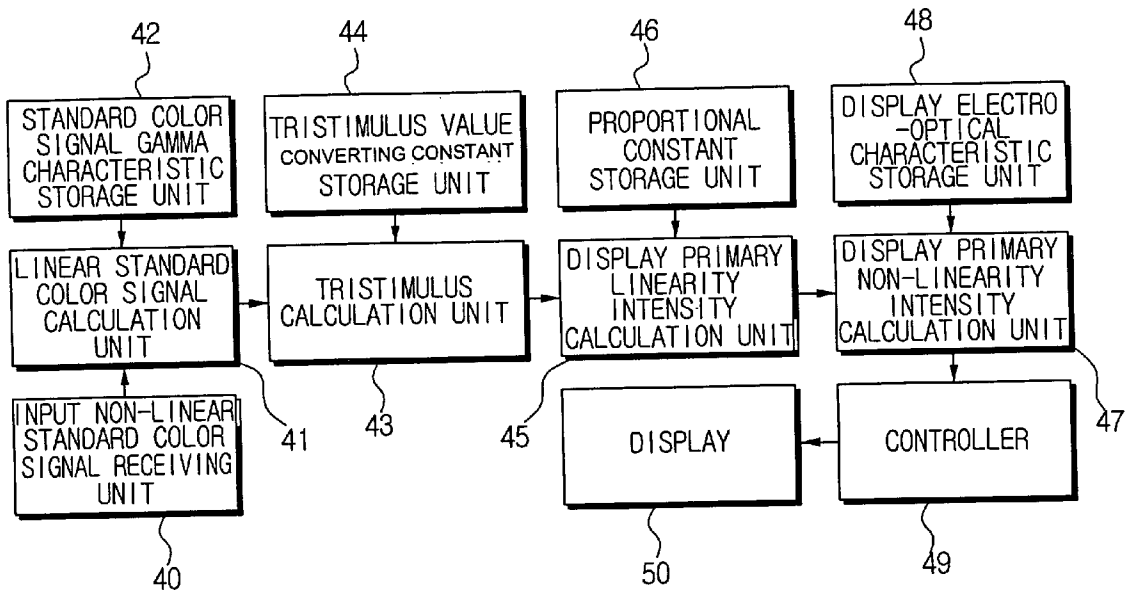 42
44
46
48
STANDARD COLOR
SIGNAL GAMMA
CHARACTERISTIC
STORAGE UNIT
TRISTIMULUS VALUE
CONVERTING CONSTANT
STORAGE UNIT
PROPORTIONAL
CONSTANT
STORAGE UNIT
DISPLAY ELECTRO
-OPTICAL
CHARACTERISTIC
STORAGE UNIT
LINEAR STANDARD
COLOR SIGNAL
CALCULATION
UNIT
TRISTIMULUS
CALCULATION UNIT
DISPLAY PRIMARY
LINEARITY
INTENSITY
CALCULATION UNIT
DISPLAY PRIMARY
NON-LINEARITY
INTENSITY
CALCULATION UNIT
41
43
45
47
INPUT NON-LINEAR
STANDARD COLOR
SIGNAL RECEIVING
UNIT
DISPLAY
CONTROLLER
40
50
49